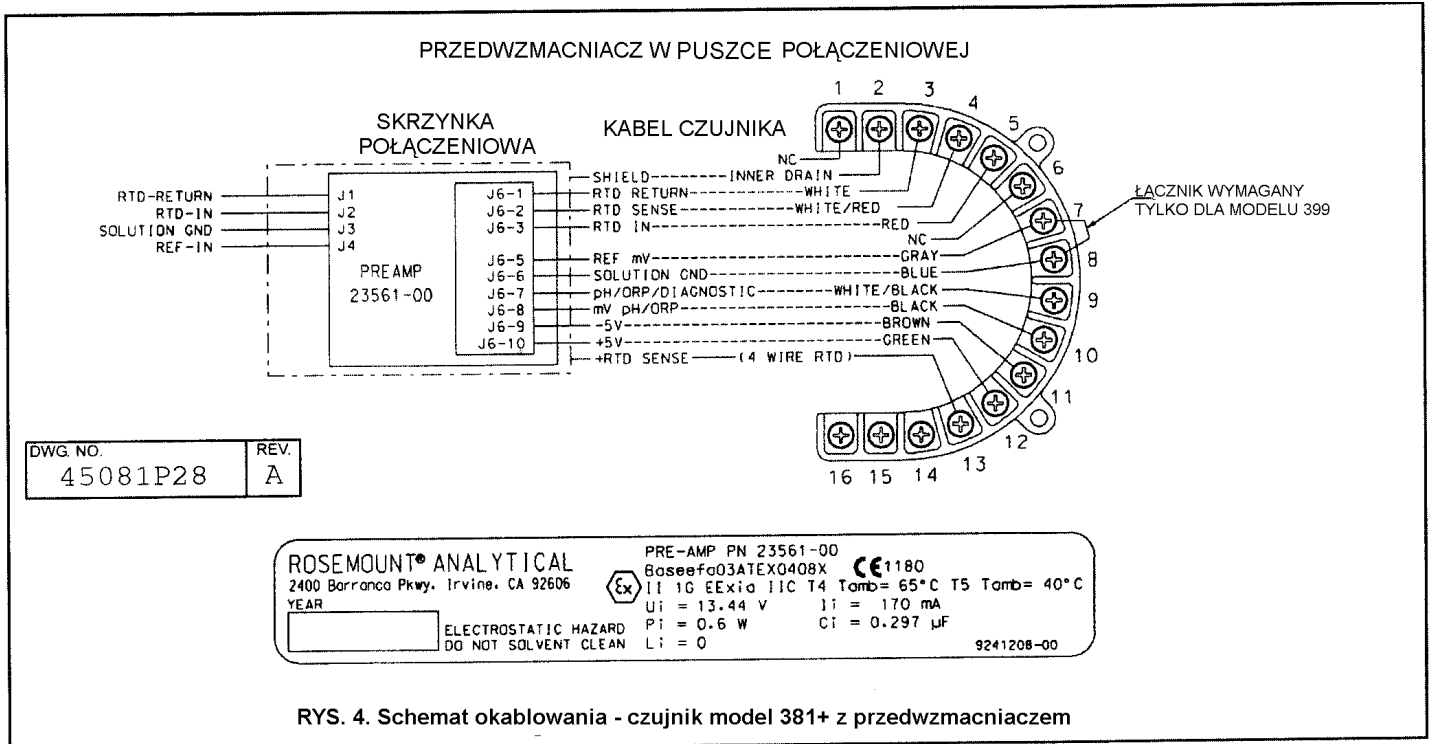 PRZEDWZMACNIACZ W PUSZCE POŁĄCZENIOWEJ
SKRZYNKA
POŁĄCZENIOWA
KABEL CZUJNIKA
1 2 3 4 5 6 7 8 9 10 11 12 13 14 15 16
ŁĄCZNIK WYMAGANY
TYLKO DLA MODELU 399
RTD-RETURN J1
RTD-IN J2
SOLUTION GND J3
REF-IN J4
PREAMP
23561-00
NC
SHIELD INNER DRAIN
J6-1 RTD RETURN WHITE
J6-2 RTD SENSE WHITE/RED
J6-3 RTD IN RED
NC
J6-5 REF mV GRAY
J6-6 SOLUTION GND BLUE
J6-7 pH/ORP/DIAGNOSTIC WHITE/BLACK
J6-8 mV pH/ORP BLACK
J6-9 -5V BROWN
J6-10 +5V GREEN
+RTD SENSE (4 WIRE RTD)
DWG. NO. REV.
45081P28 A
ROSEMOUNT® ANALYTICAL
2400 Barranca Pkwy. Irvine. CA 92606
YEAR
ELECTROSTATIC HAZARD
DO NOT SOLVENT CLEAN
PRE-AMP PN 23561-00
Baseefa03ATEX0408X CE 1180
Ex II 1G EExia IIC T4 Tamb= 65°C T5 Tamb= 40°C
Ui = 13.44 V Ii = 170 mA
Pi = 0.6 W Ci = 0.297 µF
Li = 0
9241208-00
RYS. 4. Schemat okablowania - czujnik model 381+ z przedwzmacniaczem